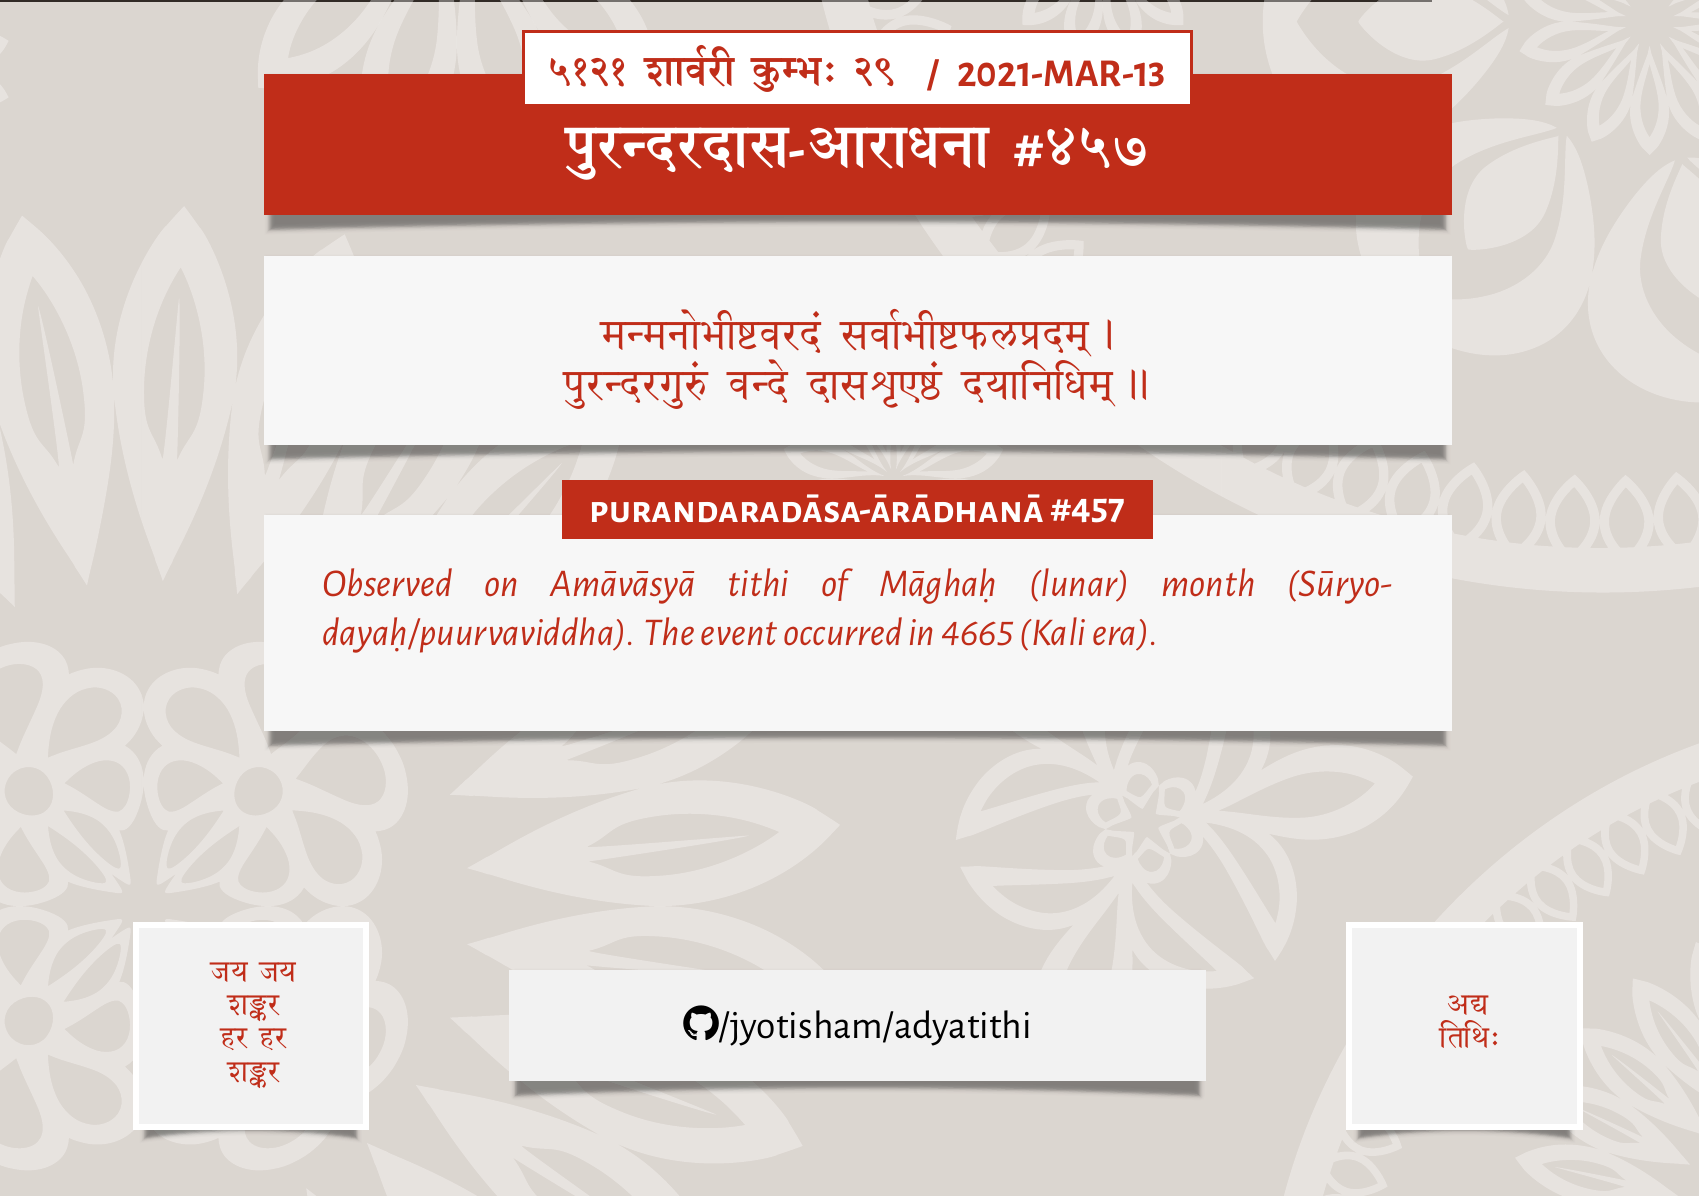 ५१२१ शार्वरी कुम्भः २९ / 2021-MAR-13
पुरन्दरदास-आराधना #४५७
मन्मनोभीष्टवरदं सर्वाभीष्टफलप्रदम् ।
पुरन्दरगुरुं वन्दे दासशृएष्ठं दयानिधिम् ॥
PURANDARADĀSA-ĀRĀDHANĀ #457
Observed on Amāvāsyā tithi of Māghaḥ (lunar) month (Sūryo-
dayaḥ/puurvaviddha). The event occurred in 4665 (Kali era).
जय जय
शङ्कर
हर हर
शङ्कर
/jyotisham/adyatithi
अद्य
तिथिः